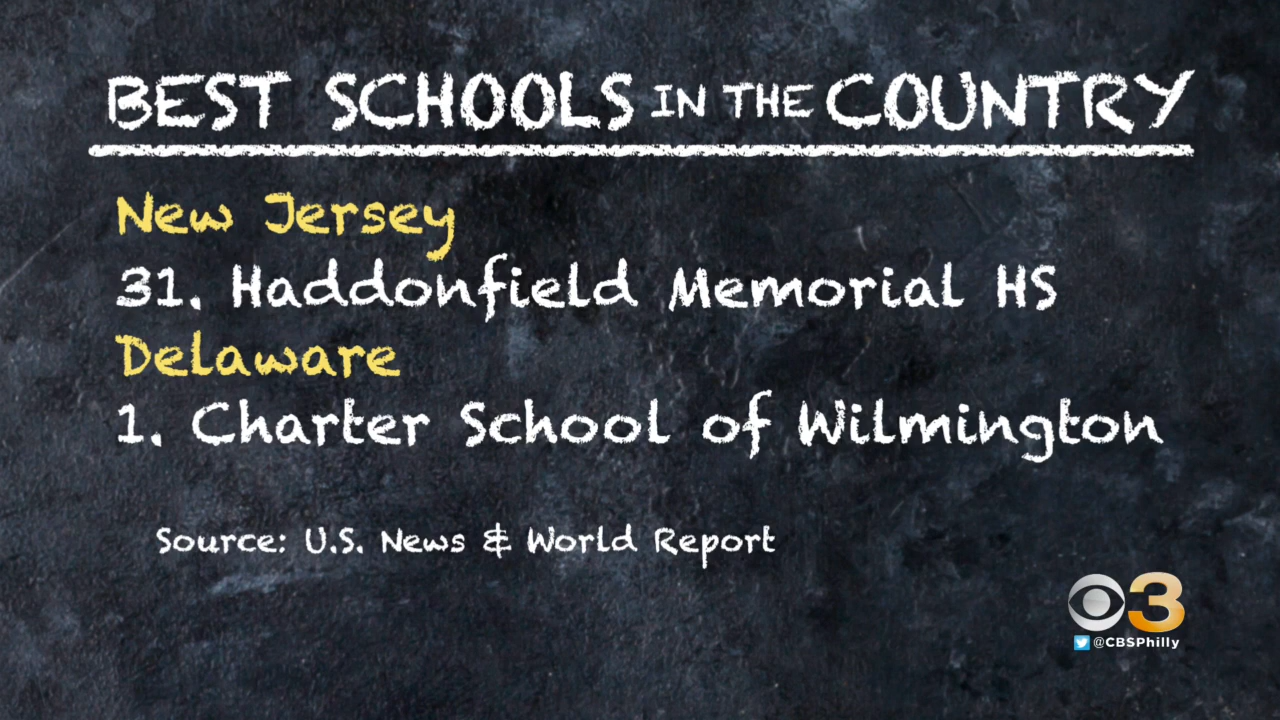 BEST SCHOOLS IN THE COUNTRY
New Jersey
31. Haddonfield Memorial HS
Delaware
1. Charter School of Wilmington
Source: U.S. News & World Report
3
@CBSPhilly